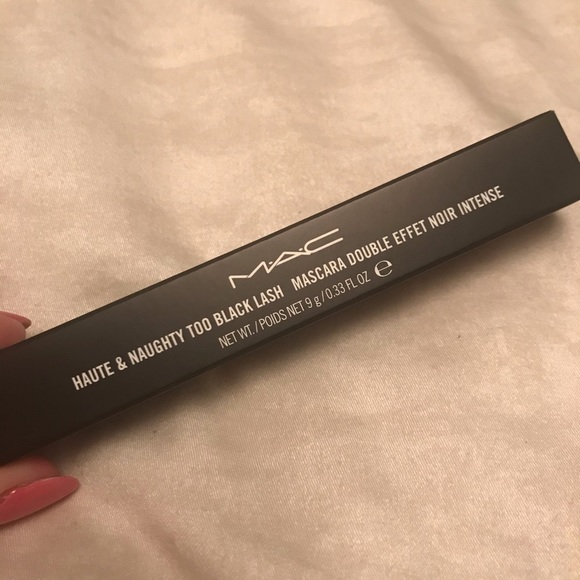 M·A·C
HAUTE & NAUGHTY TOO BLACK LASH MASCARA DOUBLE EFFET NOIR INTENSE
NET WT./POIDS NET 9 g/0.33 FL OZ ℮